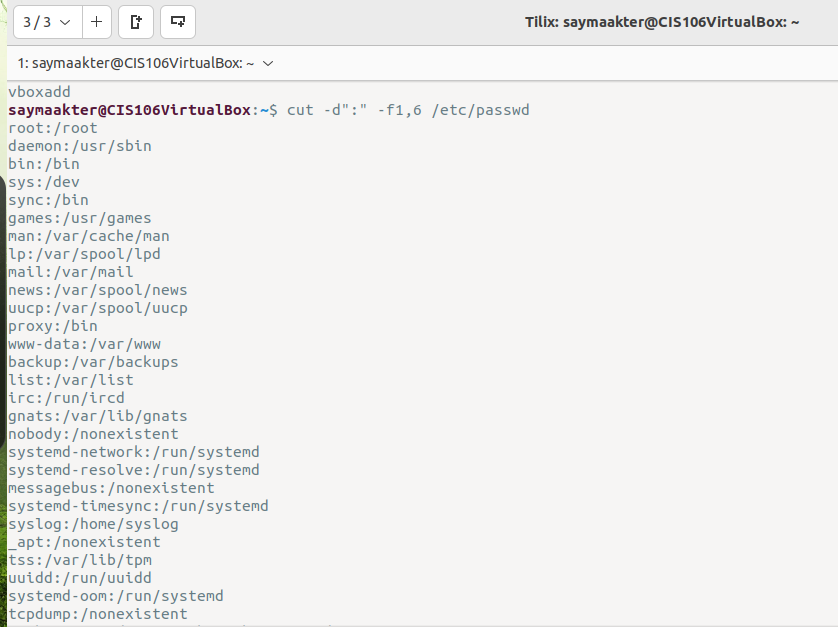 3 / 3
Tilix: saymaakter@CIS106VirtualBox: ~
1: saymaakter@CIS106VirtualBox: ~
vboxadd
saymaakter@CIS106VirtualBox:~$ cut -d":" -f1,6 /etc/passwd
root:/root
daemon:/usr/sbin
bin:/bin
sys:/dev
sync:/bin
games:/usr/games
man:/var/cache/man
lp:/var/spool/lpd
mail:/var/mail
news:/var/spool/news
uucp:/var/spool/uucp
proxy:/bin
www-data:/var/www
backup:/var/backups
list:/var/list
irc:/run/ircd
gnats:/var/lib/gnats
nobody:/nonexistent
systemd-network:/run/systemd
systemd-resolve:/run/systemd
messagebus:/nonexistent
systemd-timesync:/run/systemd
syslog:/home/syslog
_apt:/nonexistent
tss:/var/lib/tpm
uuidd:/run/uuidd
systemd-oom:/run/systemd
tcpdump:/nonexistent